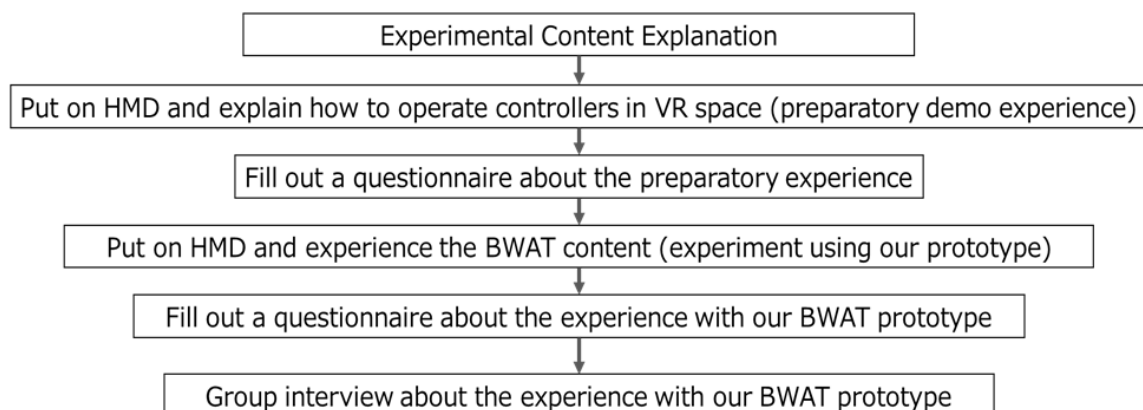 Experimental Content Explanation
Put on HMD and explain how to operate controllers in VR space (preparatory demo experience)
Fill out a questionnaire about the preparatory experience
Put on HMD and experience the BWAT content (experiment using our prototype)
Fill out a questionnaire about the experience with our BWAT prototype
Group interview about the experience with our BWAT prototype